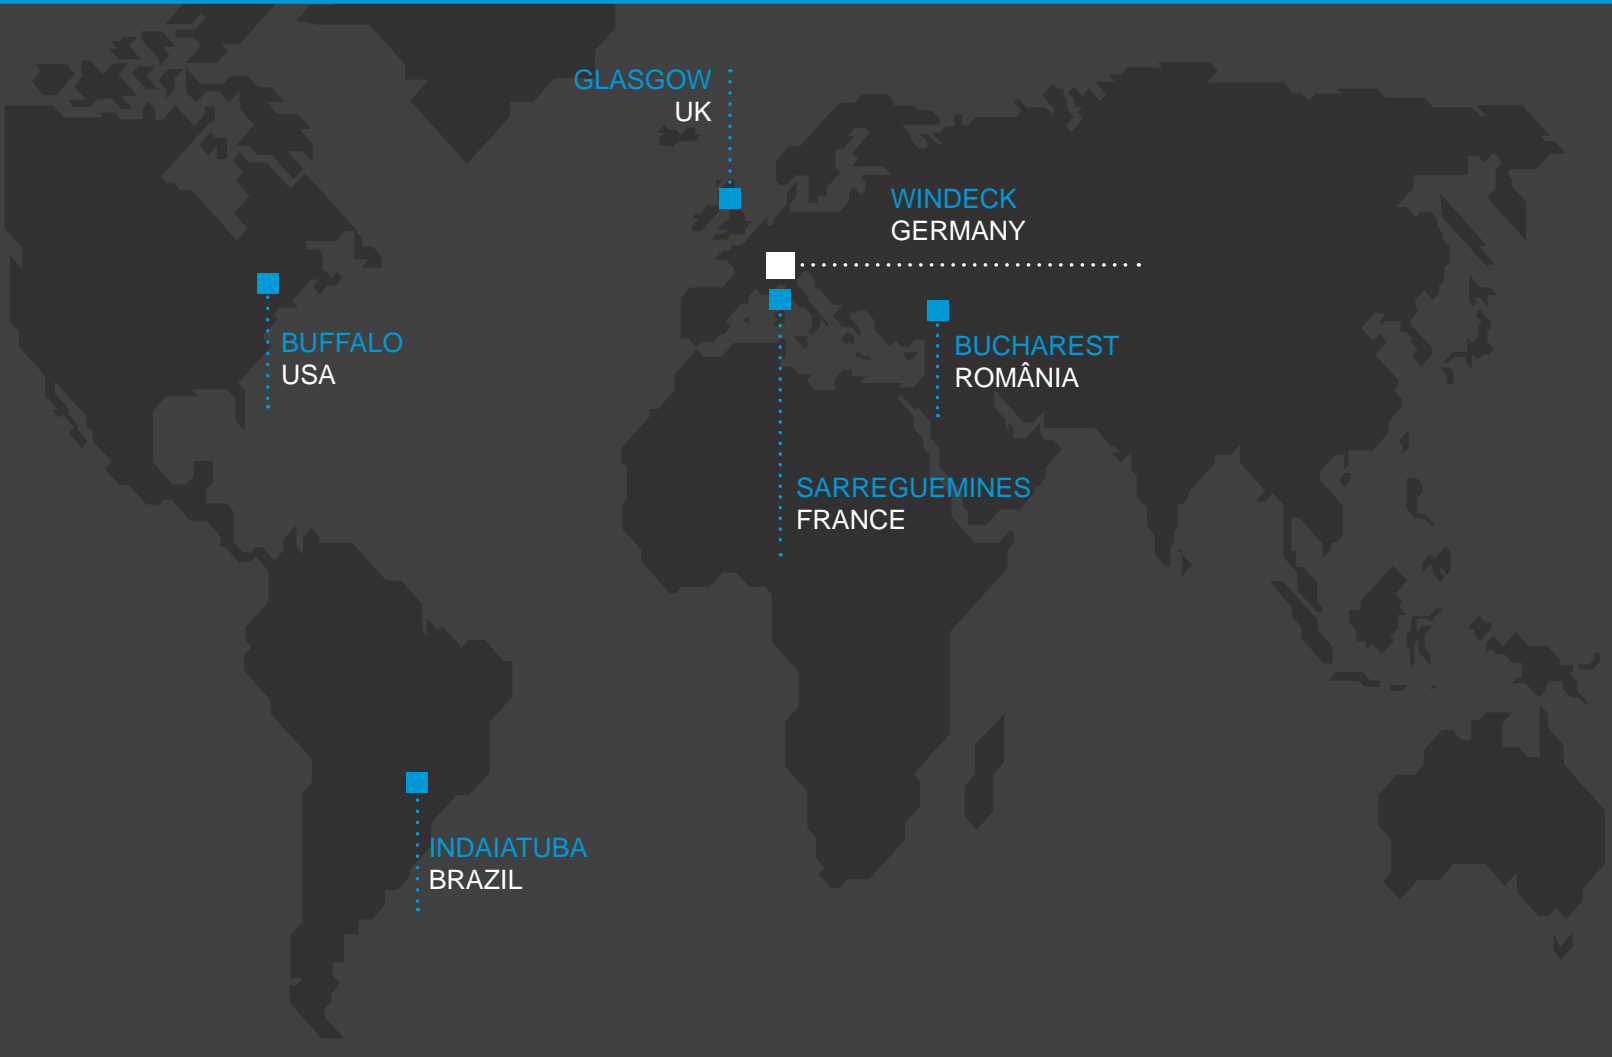 GLASGOW
UK
WINDECK
GERMANY
BUFFALO
USA
BUCHAREST
ROMÂNIA
SARREGUEMINES
FRANCE
INDAIATUBA
BRAZIL